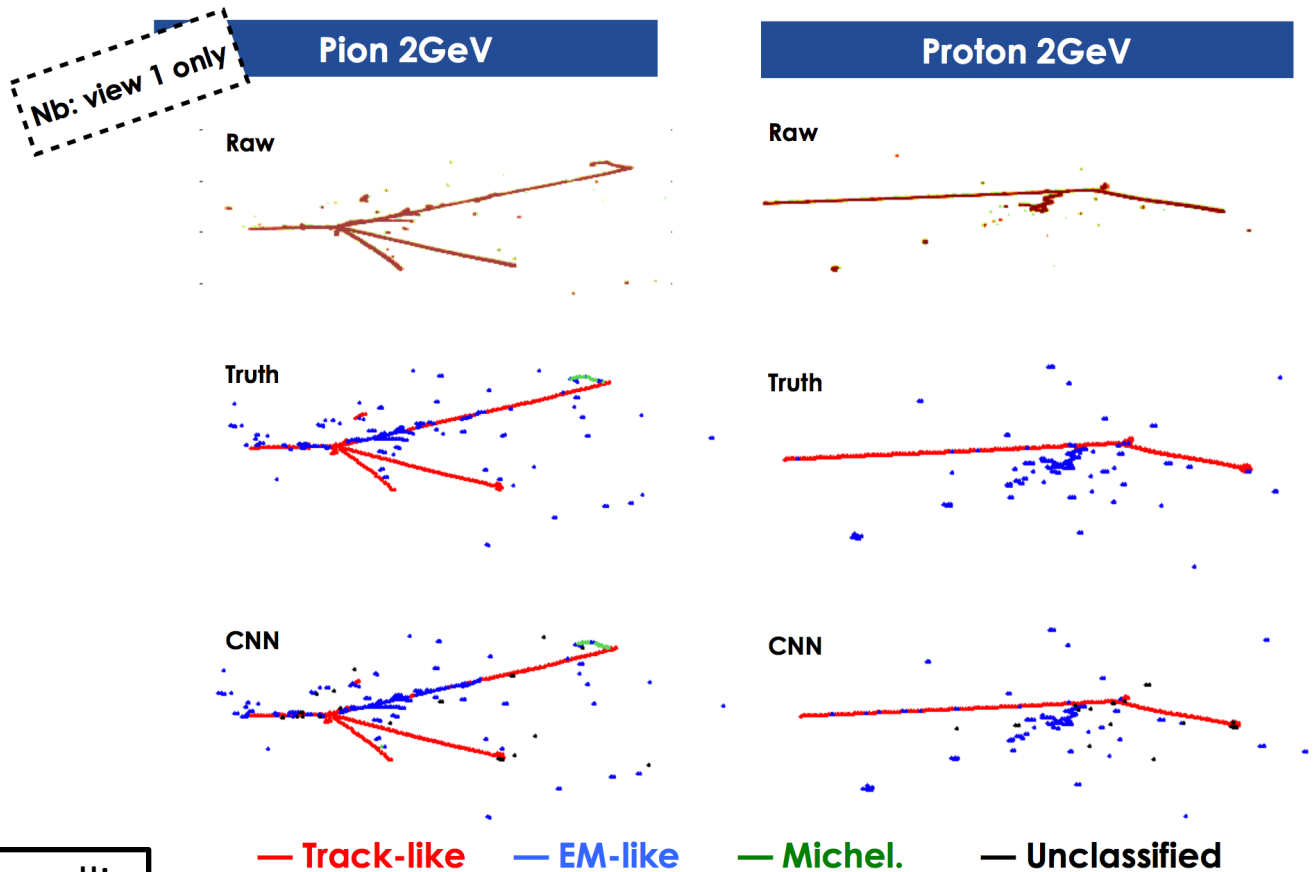 Nb: view 1 only
Pion 2GeV
Proton 2GeV
Raw
Raw
Truth
Truth
CNN
CNN
Track-like
EM-like
Michel.
Unclassified